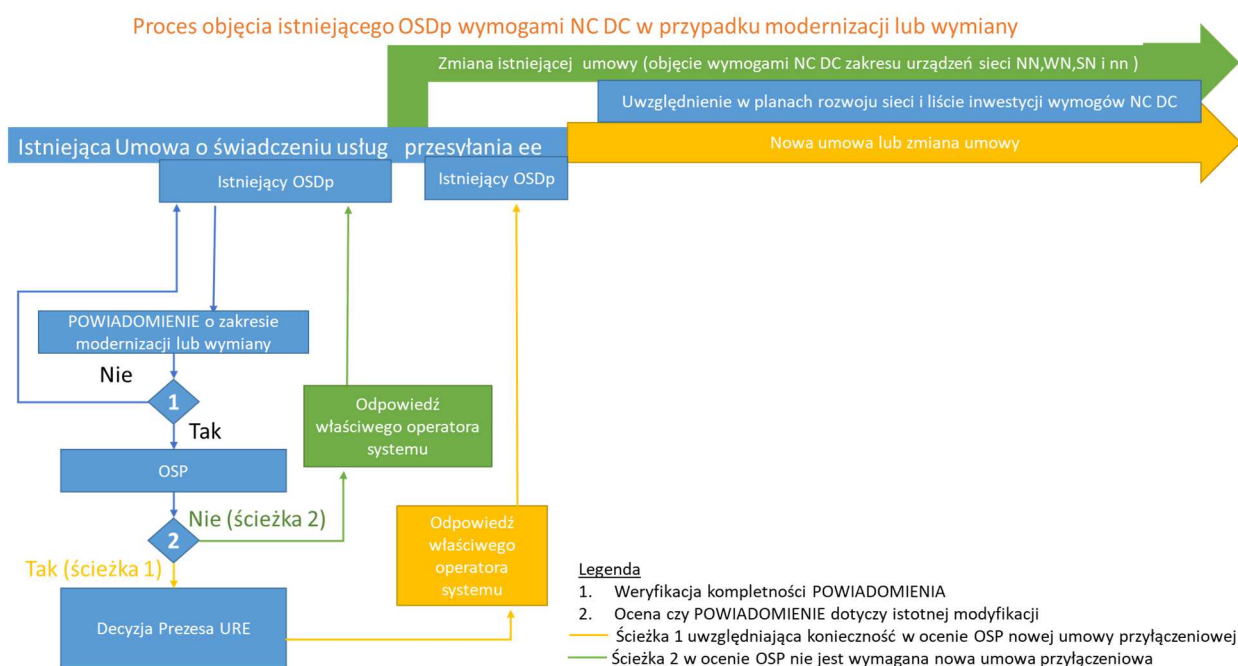 Proces objęcia istniejącego OSDp wymogami NC DC w przypadku modernizacji lub wymiany
Zmiana istniejącej umowy (objęcie wymogami NC DC zakresu urządzeń sieci NN,WN,SN i nn )
Uwzględnienie w planach rozwoju sieci i liście inwestycji wymogów NC DC
Istniejąca Umowa o świadczeniu usług przesyłania ee
Nowa umowa lub zmiana umowy
Istniejący OSDp
Istniejący OSDp
POWIADOMIENIE o zakresie
modernizacji lub wymiany
Nie
1
Tak
Odpowiedź
właściwego operatora
systemu
OSP
Nie (ścieżka 2)
2
Odpowiedź
właściwego
operatora
systemu
Tak (ścieżka 1)
Decyzja Prezesa URE
Legenda
1. Weryfikacja kompletności POWIADOMIENIA
2. Ocena czy POWIADOMIENIE dotyczy istotnej modyfikacji
Ścieżka 1 uwzględniająca konieczność w ocenie OSP nowej umowy przyłączeniowej
Ścieżka 2 w ocenie OSP nie jest wymagana nowa umowa przyłączeniowa